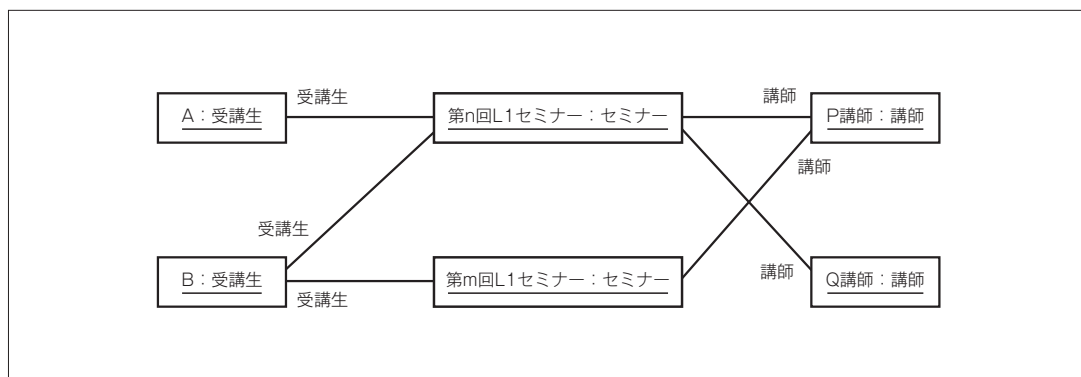 受講生
講師
A：受講生
第n回L1セミナー：セミナー
P講師：講師
講師
受講生
B：受講生
第m回L1セミナー：セミナー
講師
Q講師：講師
受講生